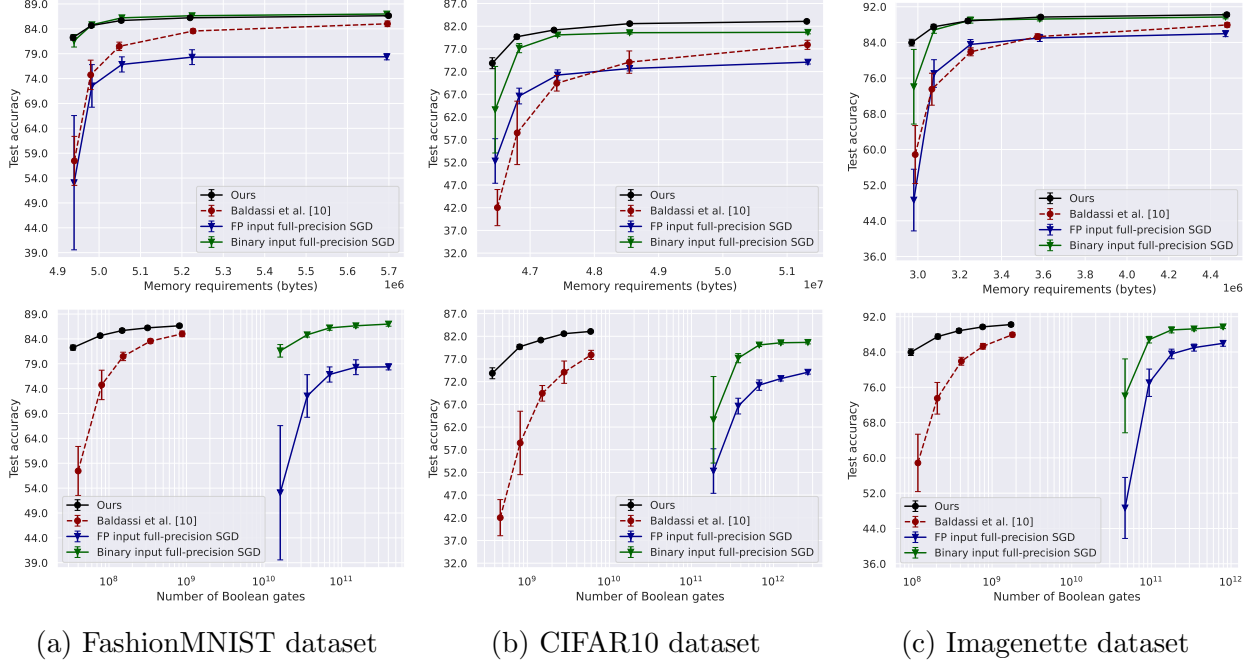 89.0
84.0
79.0
74.0
69.0
64.0
59.0
54.0
49.0
44.0
39.0
Test accuracy
4.9
5.0
5.1
5.2
5.3
5.4
5.5
5.6
5.7
1e6
Memory requirements (bytes)
Ours
Baldassi et al. [10]
FP input full-precision SGD
Binary input full-precision SGD
87.0
82.0
77.0
72.0
67.0
62.0
57.0
52.0
47.0
42.0
37.0
32.0
Test accuracy
4.7
4.8
4.9
5.0
5.1
1e7
Memory requirements (bytes)
Ours
Baldassi et al. [10]
FP input full-precision SGD
Binary input full-precision SGD
92.0
84.0
76.0
68.0
60.0
52.0
44.0
36.0
Test accuracy
3.0
3.2
3.4
3.6
3.8
4.0
4.2
4.4
1e6
Memory requirements (bytes)
Ours
Baldassi et al. [10]
FP input full-precision SGD
Binary input full-precision SGD
89.0
84.0
79.0
74.0
69.0
64.0
59.0
54.0
49.0
44.0
39.0
Test accuracy
10⁸
10⁹
10¹⁰
10¹¹
Number of Boolean gates
Ours
Baldassi et al. [10]
FP input full-precision SGD
Binary input full-precision SGD
87.0
82.0
77.0
72.0
67.0
62.0
57.0
52.0
47.0
42.0
37.0
32.0
Test accuracy
10⁹
10¹⁰
10¹¹
10¹²
Number of Boolean gates
Ours
Baldassi et al. [10]
FP input full-precision SGD
Binary input full-precision SGD
92.0
84.0
76.0
68.0
60.0
52.0
44.0
36.0
Test accuracy
10⁸
10⁹
10¹⁰
10¹¹
10¹²
Number of Boolean gates
Ours
Baldassi et al. [10]
FP input full-precision SGD
Binary input full-precision SGD
(a) FashionMNIST dataset
(b) CIFAR10 dataset
(c) Imagenette dataset